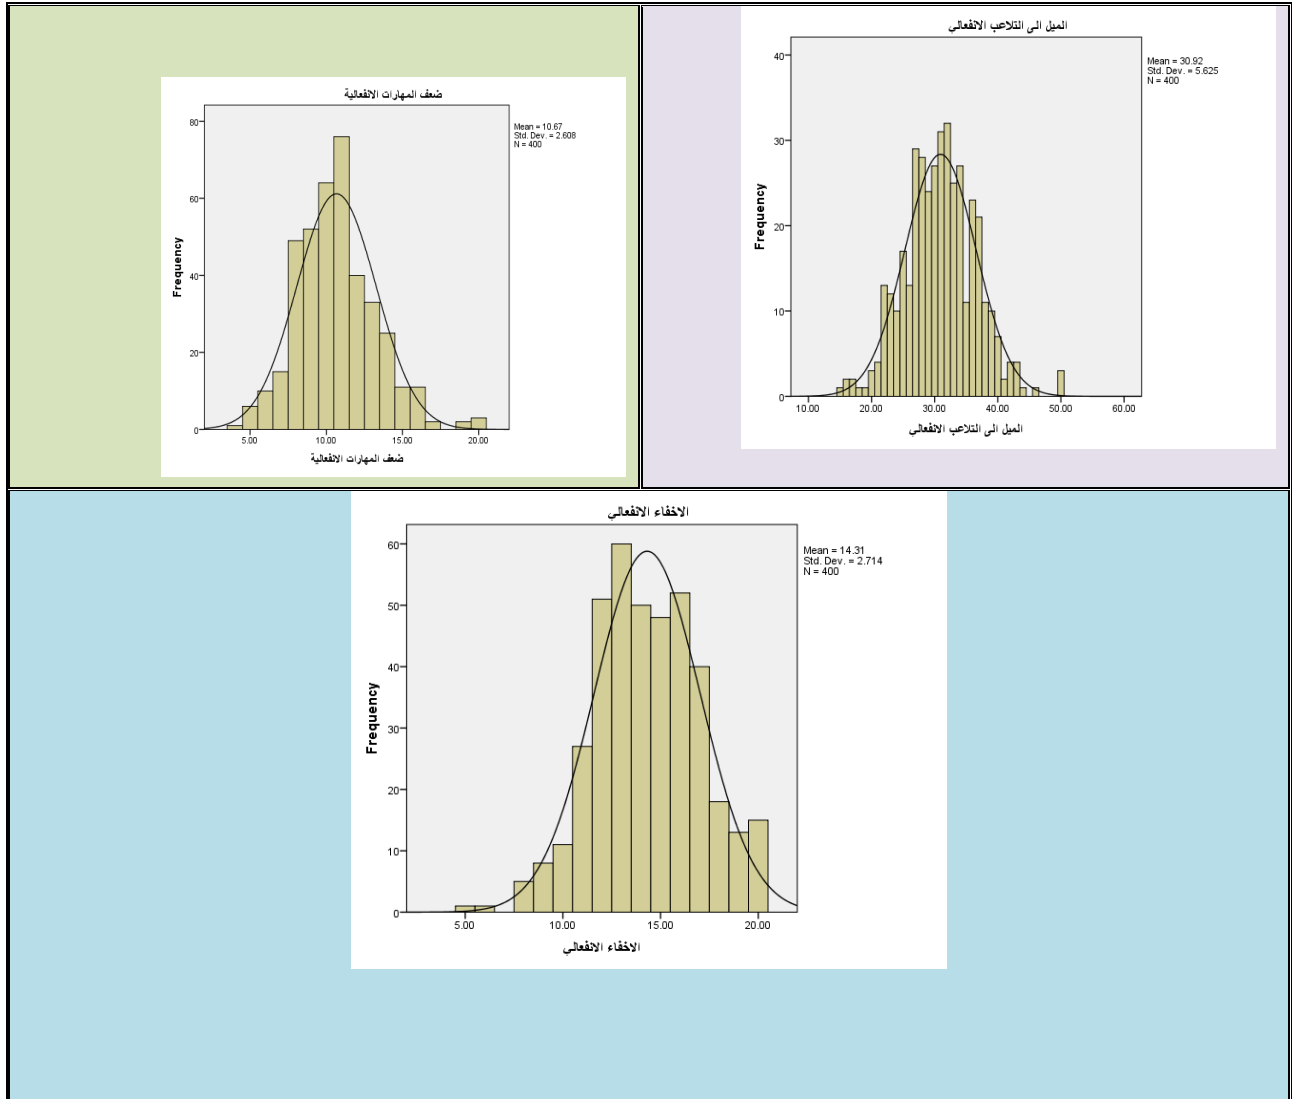 ضعف المهارات الانفعالية
Mean = 10.67
Std. Dev. = 2.608
N = 400
80
60
40
20
0
Frequency
5.00 10.00 15.00 20.00
ضعف المهارات الانفعالية
الميل الى التلاعب الانفعالي
Mean = 30.92
Std. Dev. = 5.625
N = 400
40
30
20
10
0
Frequency
10.00 20.00 30.00 40.00 50.00 60.00
الميل الى التلاعب الانفعالي
الاخفاء الانفعالي
Mean = 14.31
Std. Dev. = 2.714
N = 400
60
50
40
30
20
10
0
Frequency
5.00 10.00 15.00 20.00
الاخفاء الانفعالي